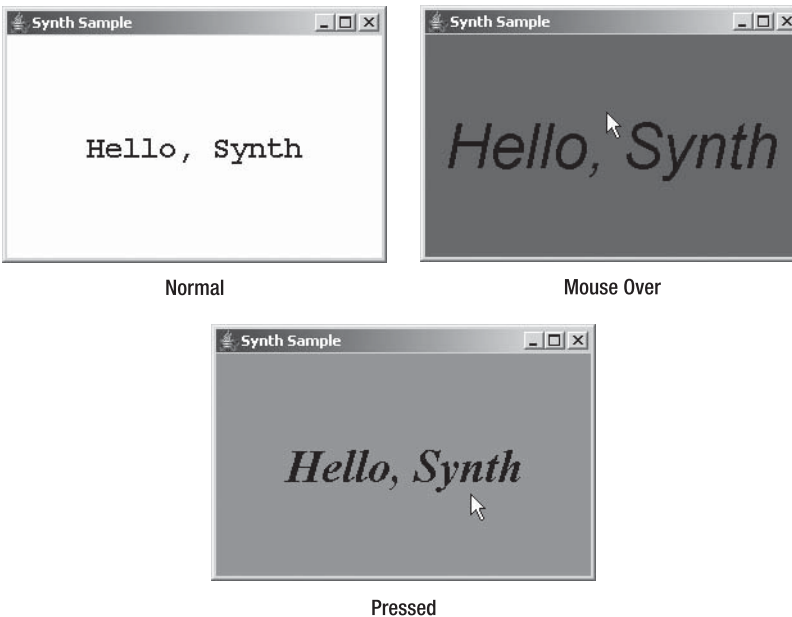 Synth Sample
Hello, Synth
Normal
Synth Sample
Hello, Synth
Mouse Over
Synth Sample
Hello, Synth
Pressed